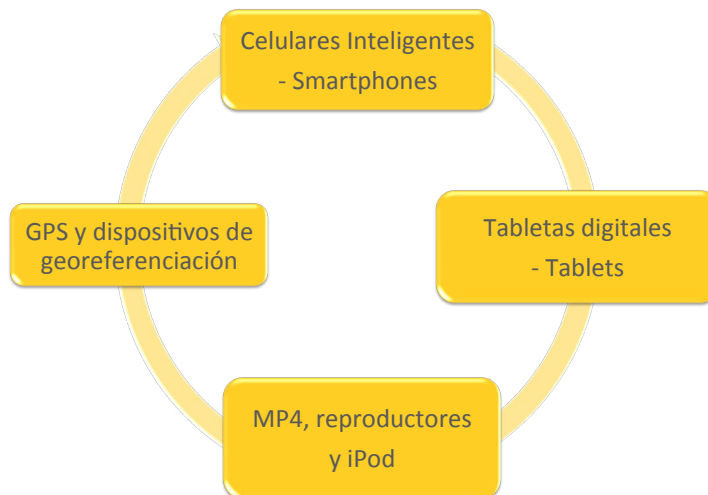 Celulares Inteligentes
- Smartphones
Tabletas digitales
- Tablets
MP4, reproductores
y iPod
GPS y dispositivos de
georeferenciación